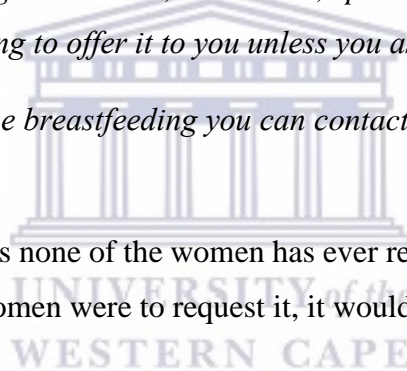 ing to offer it to you unless you a
e breastfeeding you can contact
s none of the women has ever re
UNIVERSITY of the
omen were to request it, it would
WESTERN CAPE